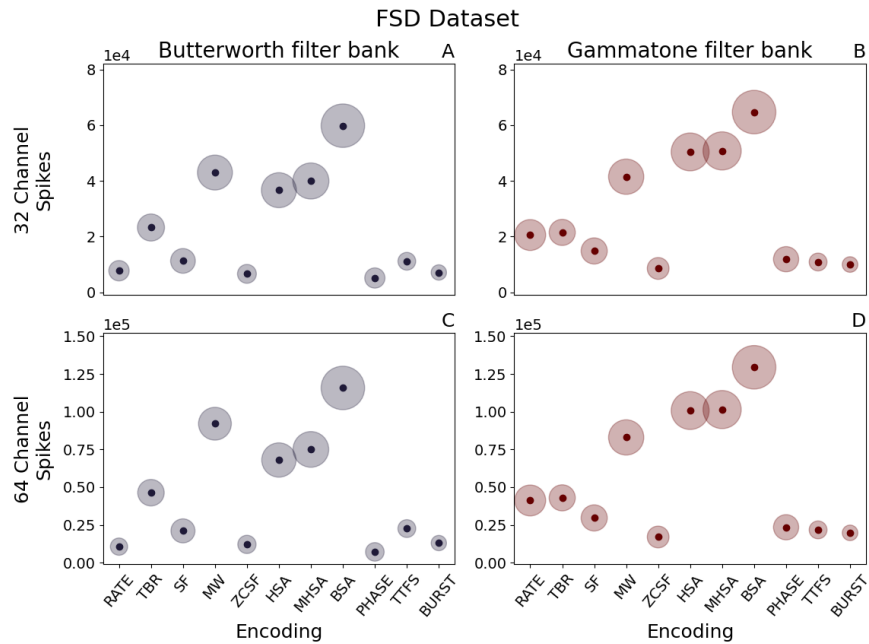 FSD Dataset
Butterworth filter bank A
Gammatone filter bank B
1e4
8
6
4
2
0
32 Channel
Spikes
1e4
8
6
4
2
0
1e5 C
1.50
1.25
1.00
0.75
0.50
0.25
0.00
64 Channel
Spikes
1e5 D
1.50
1.25
1.00
0.75
0.50
0.25
0.00
RATE TBR SF MW ZCSF HSA MHSA BSA PHASE TTFS BURST
Encoding
RATE TBR SF MW ZCSF HSA MHSA BSA PHASE TTFS BURST
Encoding